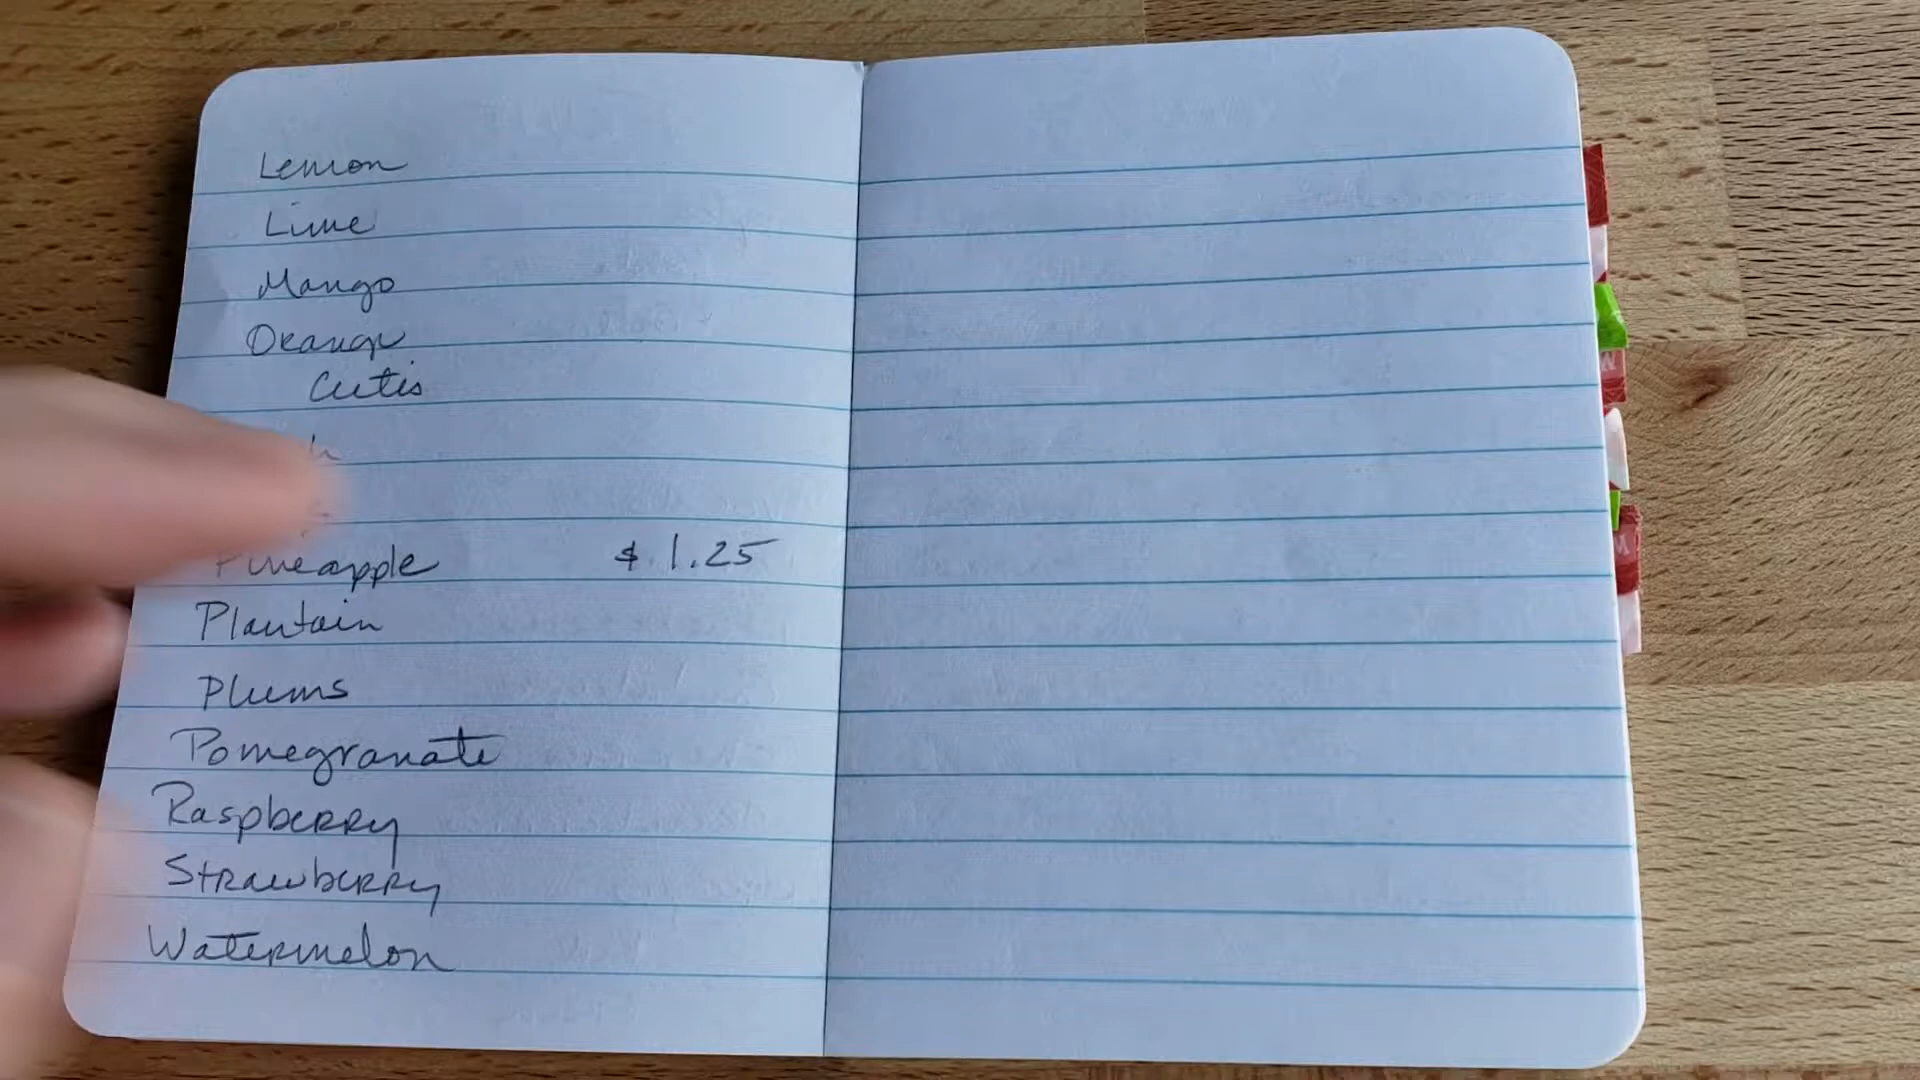 Lemon
Lime
Mango
Orange
Cutis
Pineapple $1.25
Plantain
Plums
Pomegranate
Raspberry
Strawberry
Watermelon